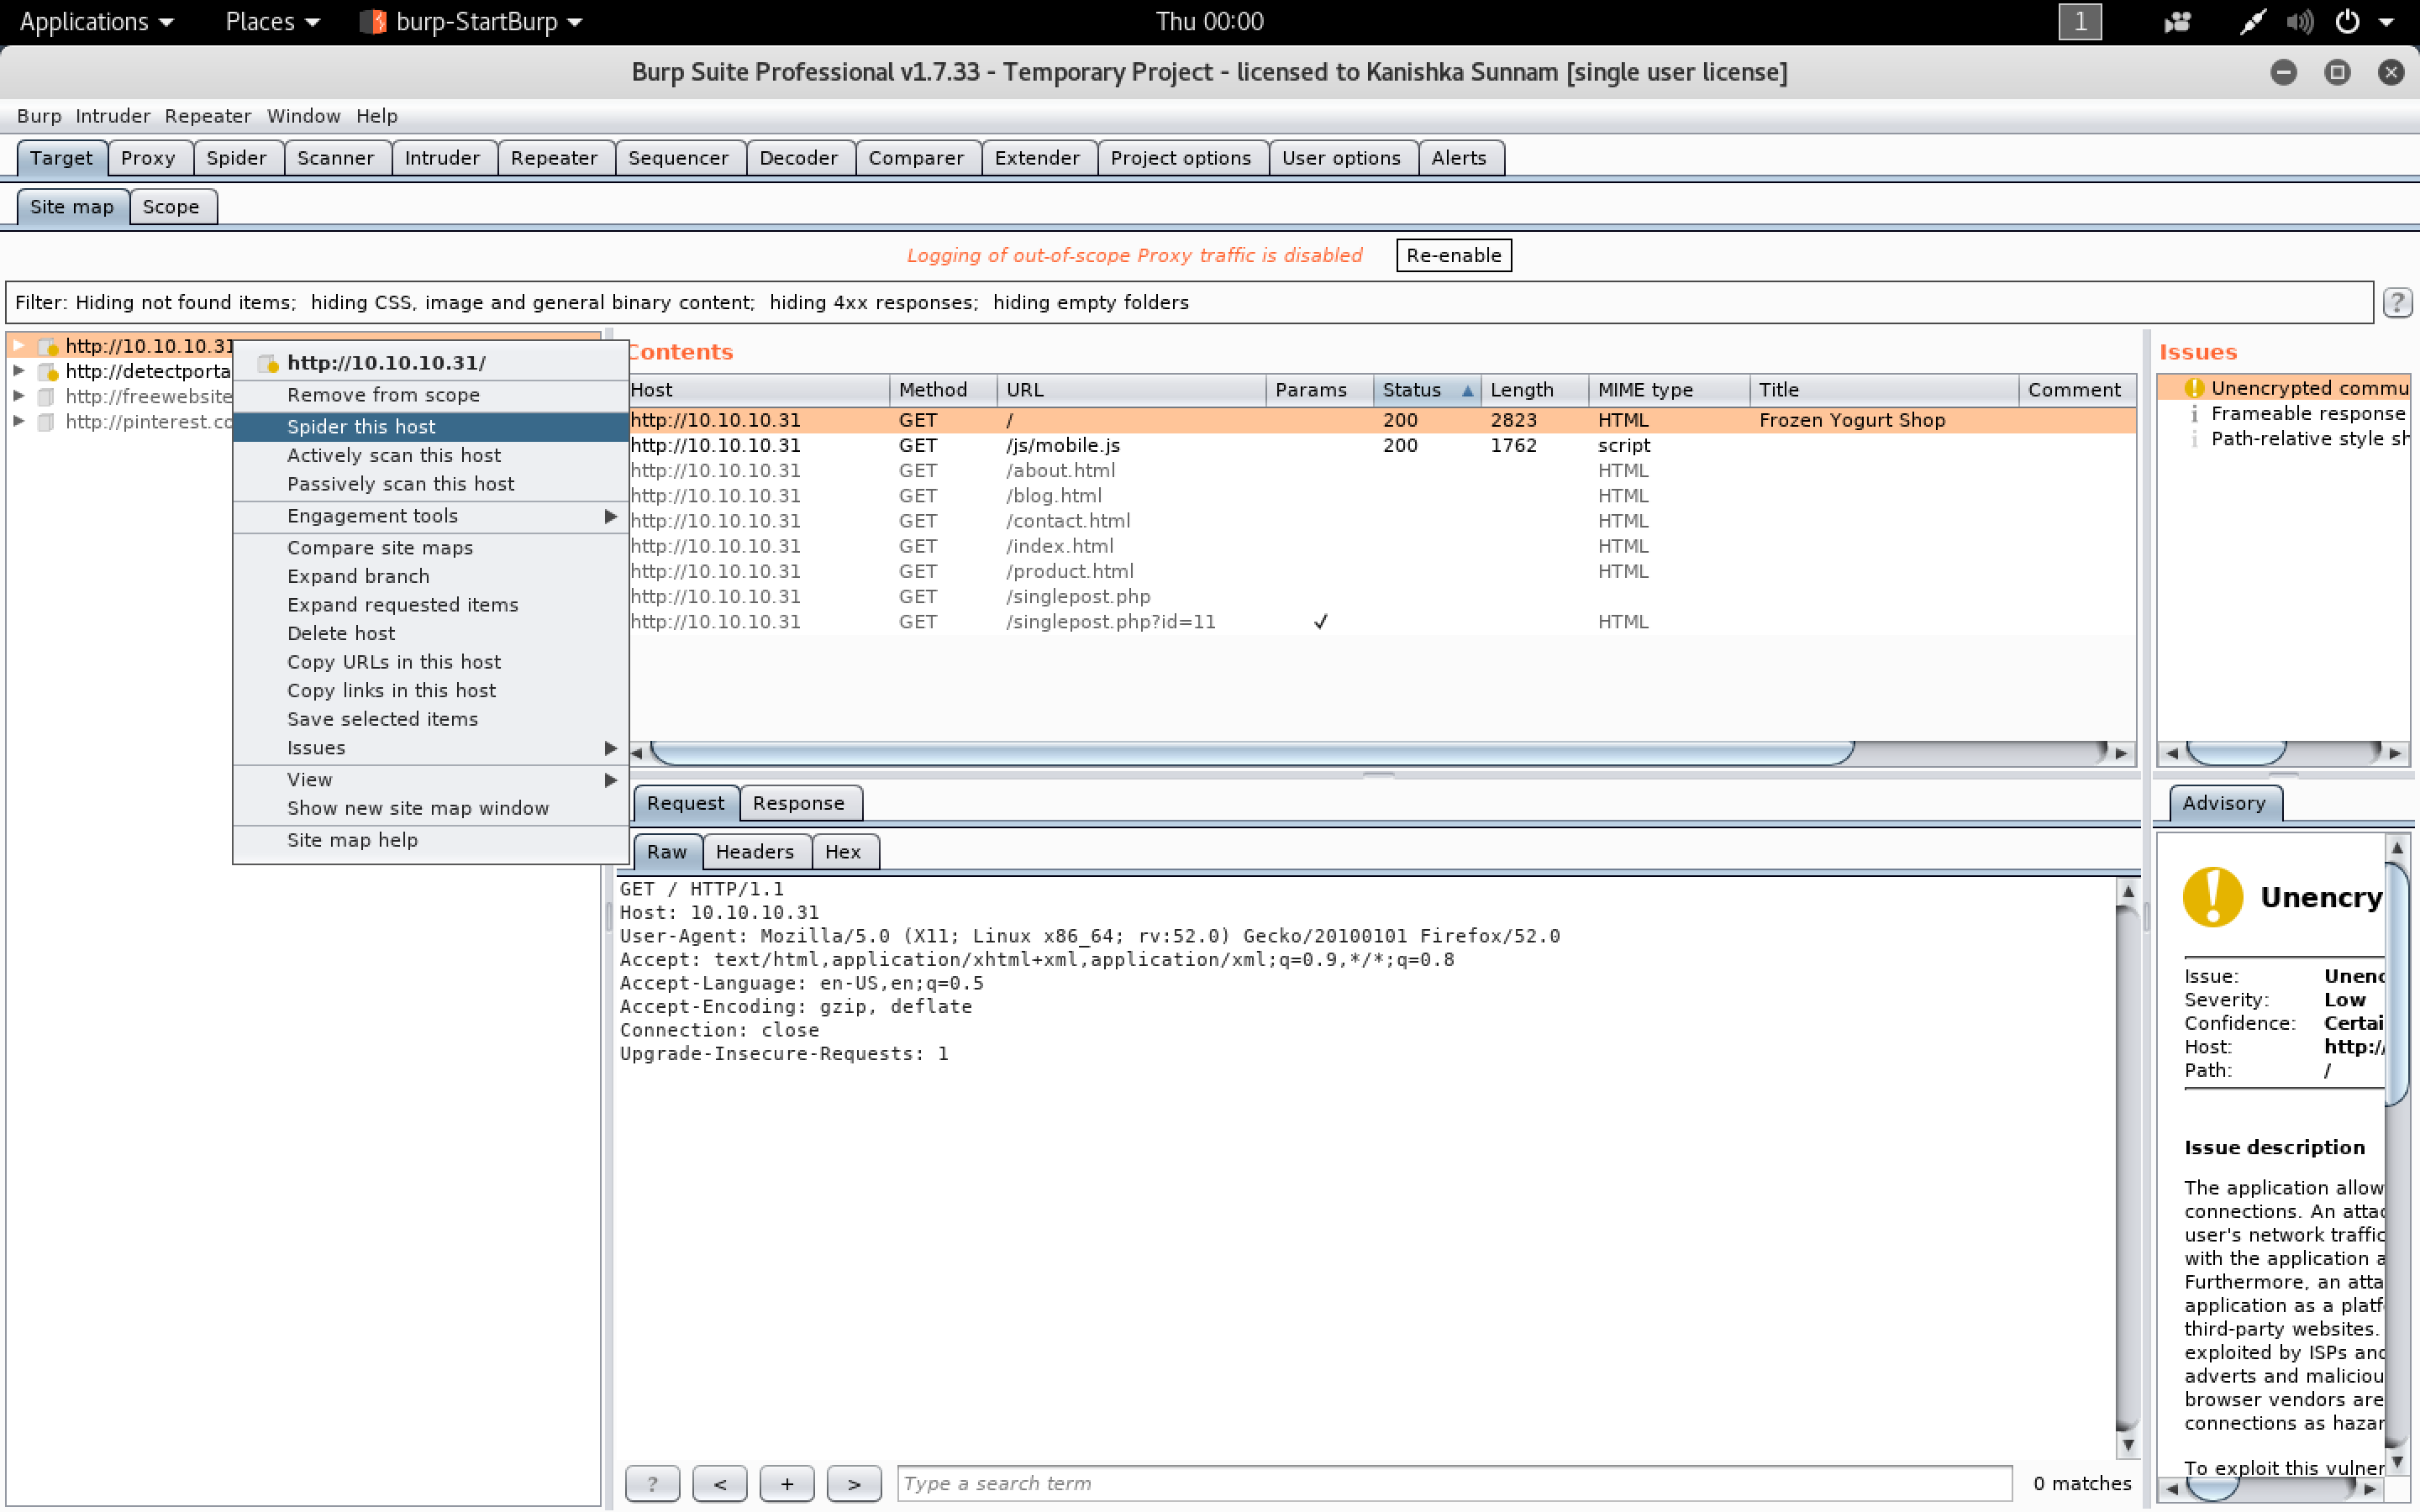 Applications Places burp-StartBurp Thu 00:00 1
Burp Suite Professional v1.7.33 - Temporary Project - licensed to Kanishka Sunnam [single user license]
Burp Intruder Repeater Window Help
Target Proxy Spider Scanner Intruder Repeater Sequencer Decoder Comparer Extender Project options User options Alerts
Site map Scope
Logging of out-of-scope Proxy traffic is disabled Re-enable
Filter: Hiding not found items; hiding CSS, image and general binary content; hiding 4xx responses; hiding empty folders ?
http://10.10.10.31
http://detectporta
http://freewebsite
http://pinterest.co
http://10.10.10.31/
Remove from scope
Spider this host
Actively scan this host
Passively scan this host
Engagement tools
Compare site maps
Expand branch
Expand requested items
Delete host
Copy URLs in this host
Copy links in this host
Save selected items
Issues
View
Show new site map window
Site map help
Contents
Host Method URL Params Status Length MIME type Title Comment
http://10.10.10.31 GET / 200 2823 HTML Frozen Yogurt Shop
http://10.10.10.31 GET /js/mobile.js 200 1762 script
http://10.10.10.31 GET /about.html HTML
http://10.10.10.31 GET /blog.html HTML
http://10.10.10.31 GET /contact.html HTML
http://10.10.10.31 GET /index.html HTML
http://10.10.10.31 GET /product.html HTML
http://10.10.10.31 GET /singlepost.php
http://10.10.10.31 GET /singlepost.php?id=11 ✓ HTML
Issues
Unencrypted commu
Frameable response
Path-relative style sh
Request Response
Raw Headers Hex
GET / HTTP/1.1
Host: 10.10.10.31
User-Agent: Mozilla/5.0 (X11; Linux x86_64; rv:52.0) Gecko/20100101 Firefox/52.0
Accept: text/html,application/xhtml+xml,application/xml;q=0.9,*/*;q=0.8
Accept-Language: en-US,en;q=0.5
Accept-Encoding: gzip, deflate
Connection: close
Upgrade-Insecure-Requests: 1
? < + > Type a search term 0 matches
Advisory
Unencry
Issue: Unenc
Severity: Low
Confidence: Certai
Host: http:/
Path: /
Issue description
The application allow
connections. An attac
user's network traffic
with the application a
Furthermore, an atta
application as a platf
third-party websites.
exploited by ISPs and
adverts and maliciou
browser vendors are
connections as hazar
To exploit this vulner